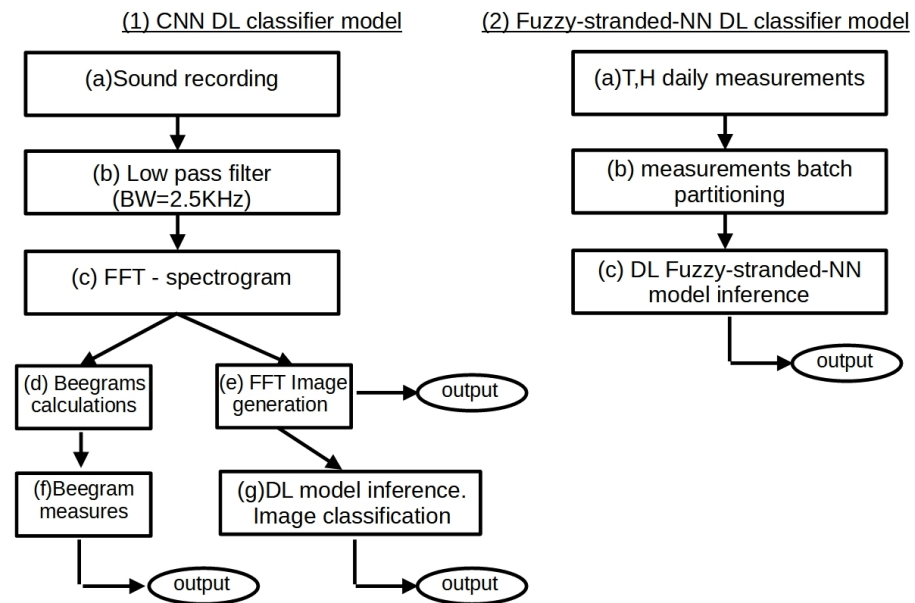 (1) CNN DL classifier model
(a)Sound recording
(b) Low pass filter
(BW=2.5KHz)
(c) FFT - spectrogram
(d) Beegrams
calculations
(e) FFT Image
generation
output
(f)Beegram
measures
(g)DL model inference.
Image classification
output
output
(2) Fuzzy-stranded-NN DL classifier model
(a)T,H daily measurements
(b) measurements batch
partitioning
(c) DL Fuzzy-stranded-NN
model inference
output